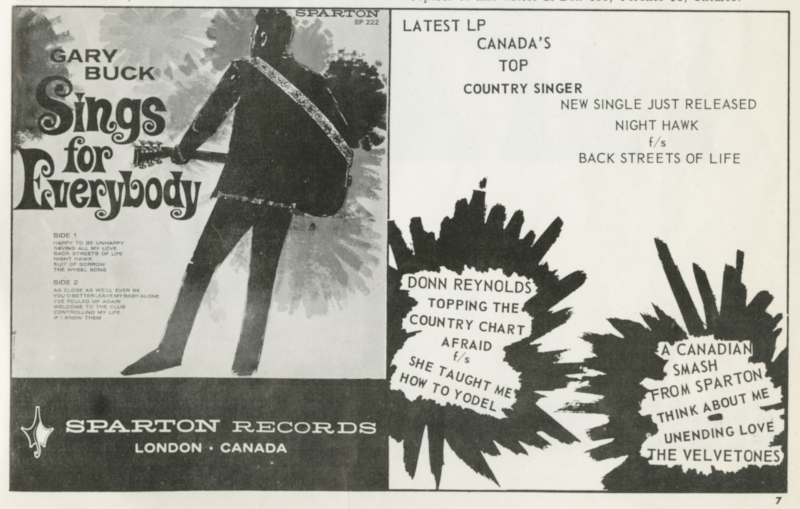 SPARTON
SP 222
GARY
BUCK
Sings
for
Everybody
SIDE 1
HAPPY TO BE UNHAPPY
HAVING ALL MY LOVE
BACK STREETS OF LIFE
NIGHT HAWK
SUIT OF SORROW
THE WHEEL SONG
SIDE 2
AS CLOSE AS WE'LL EVER BE
YOU'D BETTER LEAVE MY BABY ALONE
I'VE FOULED UP AGAIN
WELCOME TO THE CLUB
CONTROLLING MY LIFE
IF I KNEW THEM
SPARTON RECORDS
LONDON • CANADA
LATEST LP
CANADA'S
TOP
COUNTRY SINGER
NEW SINGLE JUST RELEASED
NIGHT HAWK
f/s
BACK STREETS OF LIFE
DONN REYNOLDS
TOPPING THE
COUNTRY CHART
AFRAID
f/s
SHE TAUGHT ME
HOW TO YODEL
A CANADIAN
SMASH
FROM SPARTON
THINK ABOUT ME
-
UNENDING LOVE
THE VELVETONES
7